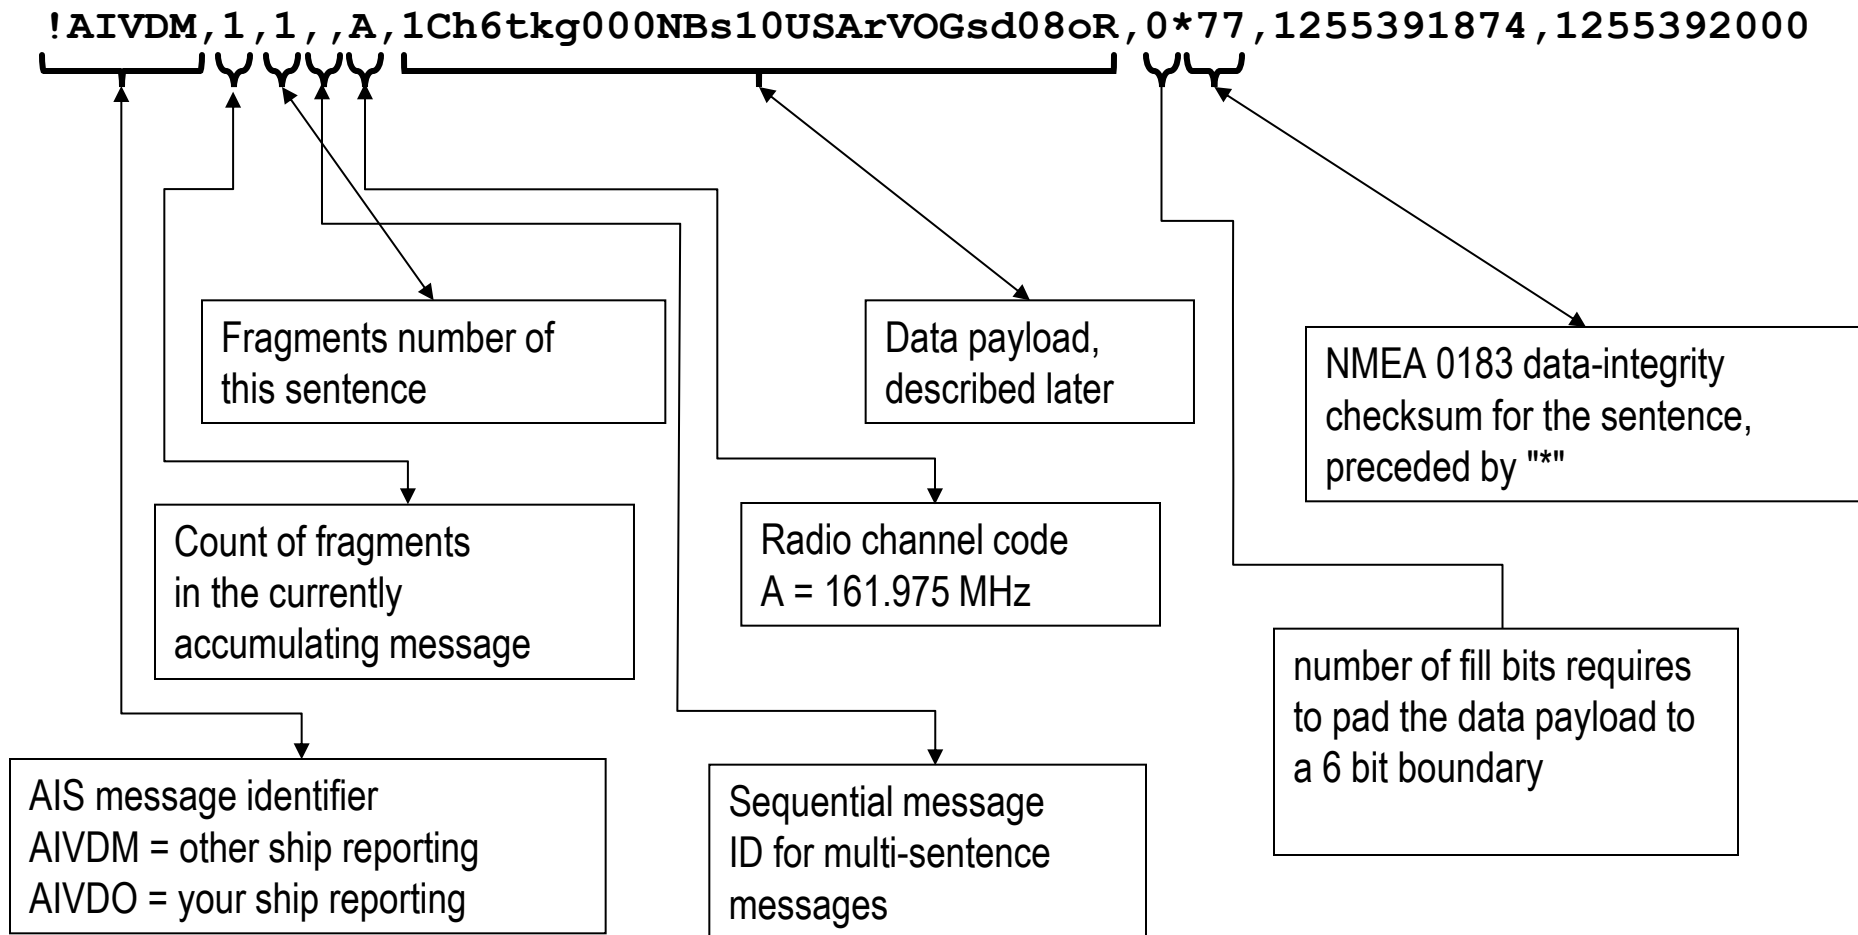 !AIVDM,1,1,,A,1Ch6tkg000NBs10USArVOGsd08oR,0*77,1255391874,1255392000
Fragments number of
this sentence
Data payload,
described later
NMEA 0183 data-integrity
checksum for the sentence,
preceded by "*"
Count of fragments
in the currently
accumulating message
Radio channel code
A = 161.975 MHz
number of fill bits requires
to pad the data payload to
a 6 bit boundary
AIS message identifier
AIVDM = other ship reporting
AIVDO = your ship reporting
Sequential message
ID for multi-sentence
messages